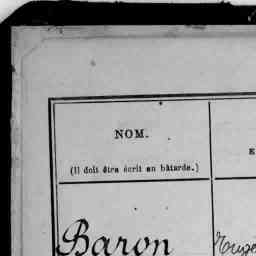 NOM.
(Il doit être écrit en bâtarde.)
Baron